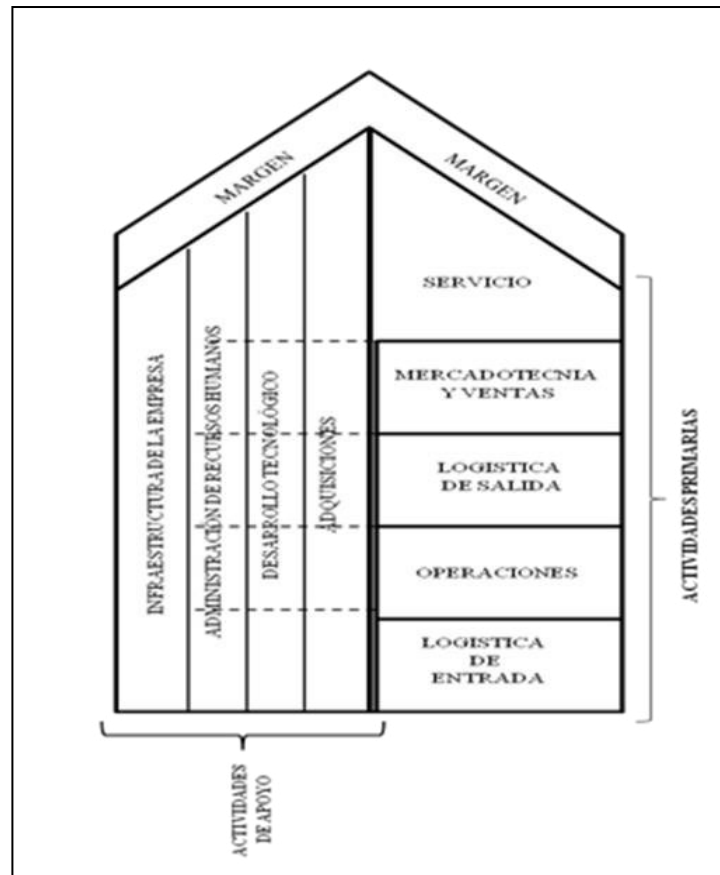 MARGEN
MARGEN
INFRAESTRUCTURA DE LA EMPRESA
ADMINISTRACIÓN DE RECURSOS HUMANOS
DESARROLLO TECNOLÓGICO
ADQUISICIONES
SERVICIO
MERCADOTECNIA
Y VENTAS
LOGISTICA
DE SALIDA
OPERACIONES
LOGISTICA
DE
ENTRADA
ACTIVIDADES PRIMARIAS
ACTIVIDADES
DE APOYO